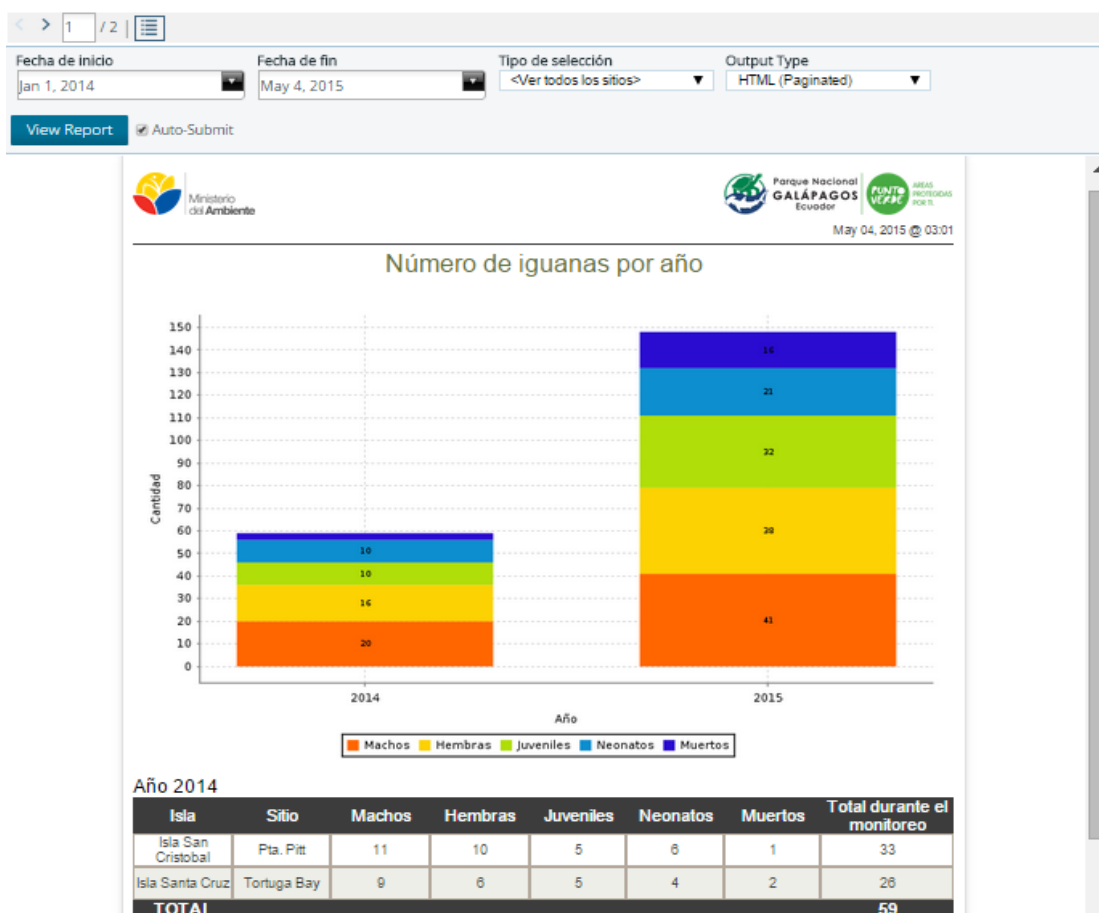 1 / 2
Fecha de inicio Fecha de fin Tipo de selección Output Type
Jan 1, 2014 May 4, 2015 <Ver todos los sitios> HTML (Paginated)
View Report Auto-Submit
Ministerio
del Ambiente
Parque Nacional
GALÁPAGOS
Ecuador
PUNTO
VERDE
AREAS
PROTEGIDAS
POR TI.
May 04, 2015 @ 03:01
Número de iguanas por año
150
140
130
120
110
100
90
80
70
60
50
40
30
20
10
0
Cantidad
10
10
16
20
16
21
32
38
41
2014 2015
Año
Machos Hembras Juveniles Neonatos Muertos
Año 2014
Isla Sitio Machos Hembras Juveniles Neonatos Muertos Total durante el monitoreo
Isla San Cristobal Pta. Pitt 11 10 5 6 1 33
Isla Santa Cruz Tortuga Bay 9 6 5 4 2 26
TOTAL 59